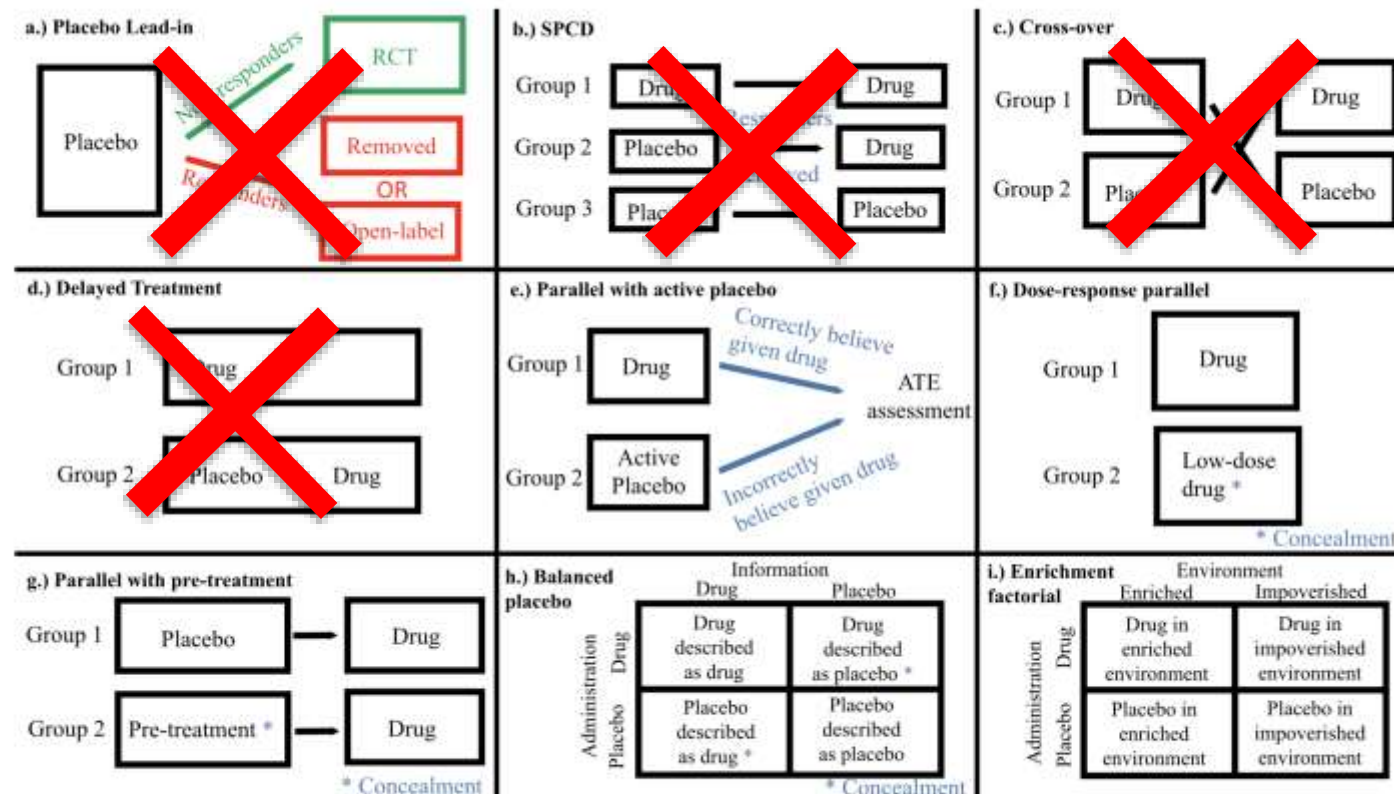 a.) Placebo Lead-in
Placebo
RCT
Removed
OR
b.) SPCD
Group 1
Drug
Drug
Group 2
Placebo
Drug
Group 3
Placebo
c.) Cross-over
Group 1
Drug
Group 2
Placebo
d.) Delayed Treatment
Group 1
Drug
Group 2
Placebo
Drug
e.) Parallel with active placebo
Group 1
Drug
Correctly believe
given drug
ATE
assessment
Group 2
Active
Placebo
Incorrectly
believe given drug
f.) Dose-response parallel
Group 1
Drug
Group 2
Low-dose
drug *
* Concealment
g.) Parallel with pre-treatment
Group 1
Placebo
Drug
Group 2
Pre-treatment *
Drug
* Concealment
h.) Balanced
placebo
Information
Drug
Placebo
Administration
Drug
Placebo
Drug
described
as drug
Drug
described
as placebo *
Placebo
described
as drug *
Placebo
described
as placebo
* Concealment
i.) Enrichment
factorial
Environment
Enriched
Impoverished
Administration
Drug
Placebo
Drug in
enriched
environment
Drug in
impoverished
environment
Placebo in
enriched
environment
Placebo in
impoverished
environment